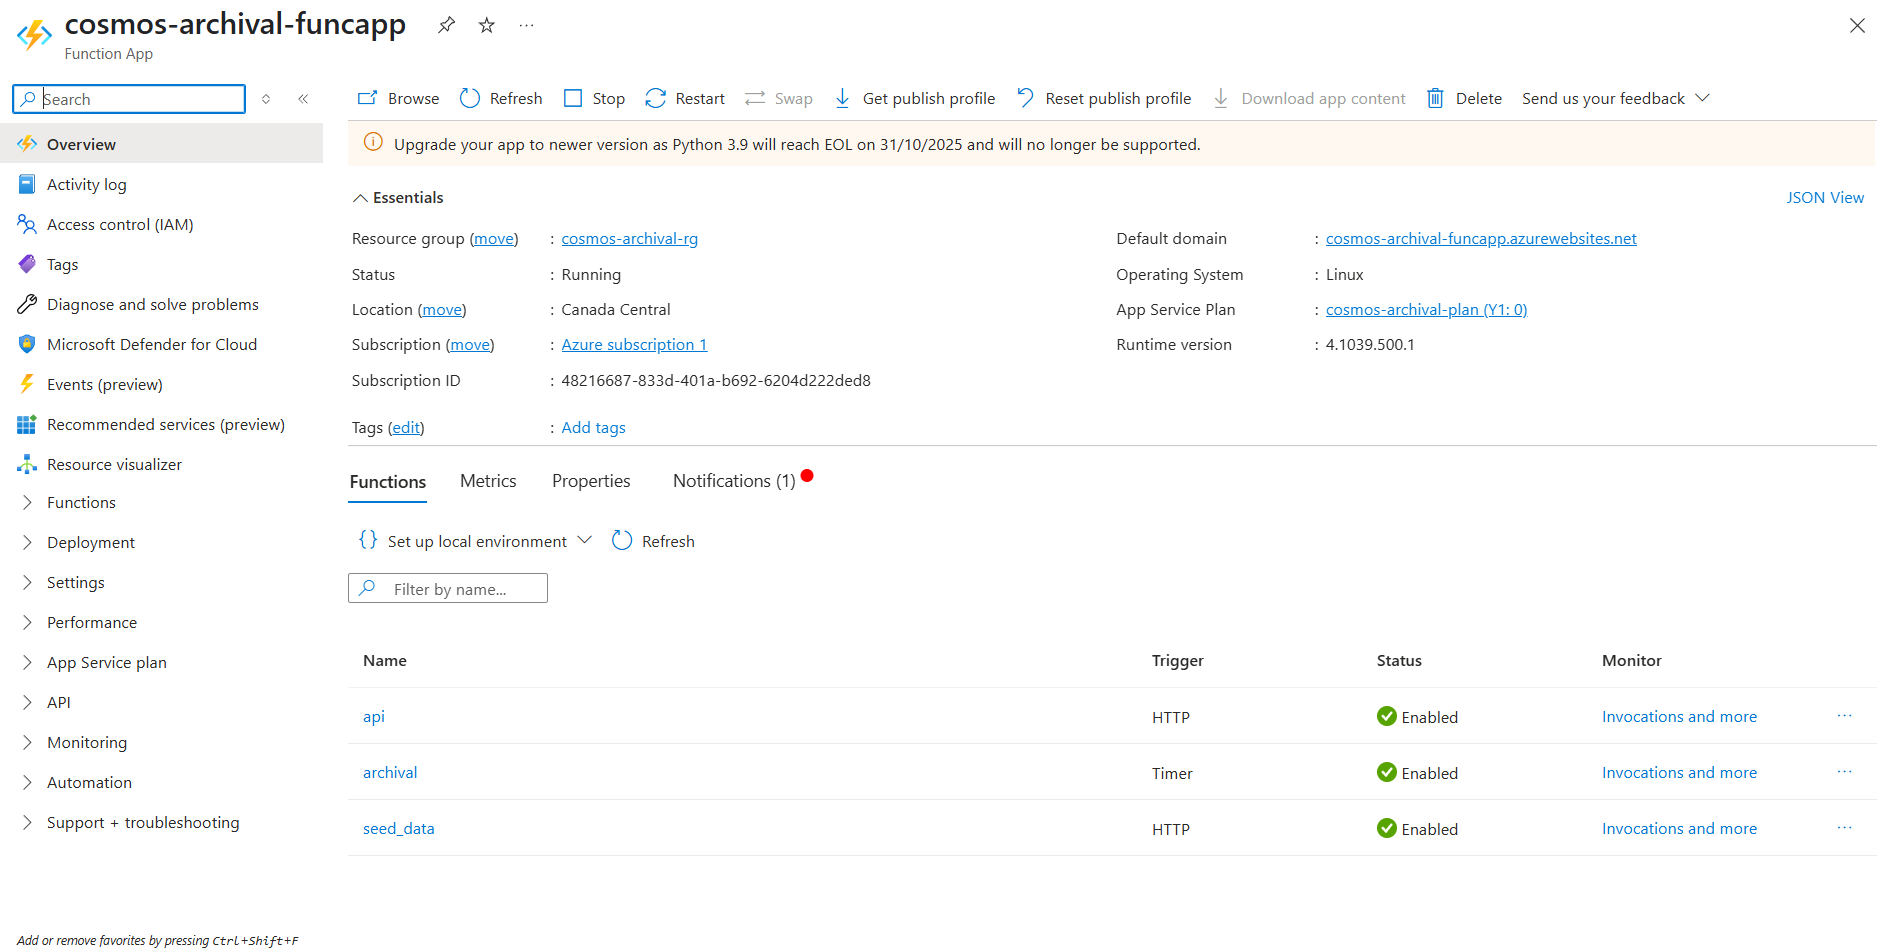 cosmos-archival-funcapp
Function App
Search
Browse Refresh Stop Restart Swap Get publish profile Reset publish profile Download app content Delete Send us your feedback
Overview
Activity log
Access control (IAM)
Tags
Diagnose and solve problems
Microsoft Defender for Cloud
Events (preview)
Recommended services (preview)
Resource visualizer
Functions
Deployment
Settings
Performance
App Service plan
API
Monitoring
Automation
Support + troubleshooting
Add or remove favorites by pressing Ctrl+Shift+F
Upgrade your app to newer version as Python 3.9 will reach EOL on 31/10/2025 and will no longer be supported.
Essentials
JSON View
Resource group (move) : cosmos-archival-rg
Status : Running
Location (move) : Canada Central
Subscription (move) : Azure subscription 1
Subscription ID : 48216687-833d-401a-b692-6204d222ded8
Tags (edit) : Add tags
Default domain : cosmos-archival-funcapp.azurewebsites.net
Operating System : Linux
App Service Plan : cosmos-archival-plan (Y1: 0)
Runtime version : 4.1039.500.1
Functions Metrics Properties Notifications (1)
{} Set up local environment Refresh
Filter by name...
Name Trigger Status Monitor
api HTTP Enabled Invocations and more ...
archival Timer Enabled Invocations and more ...
seed_data HTTP Enabled Invocations and more ...